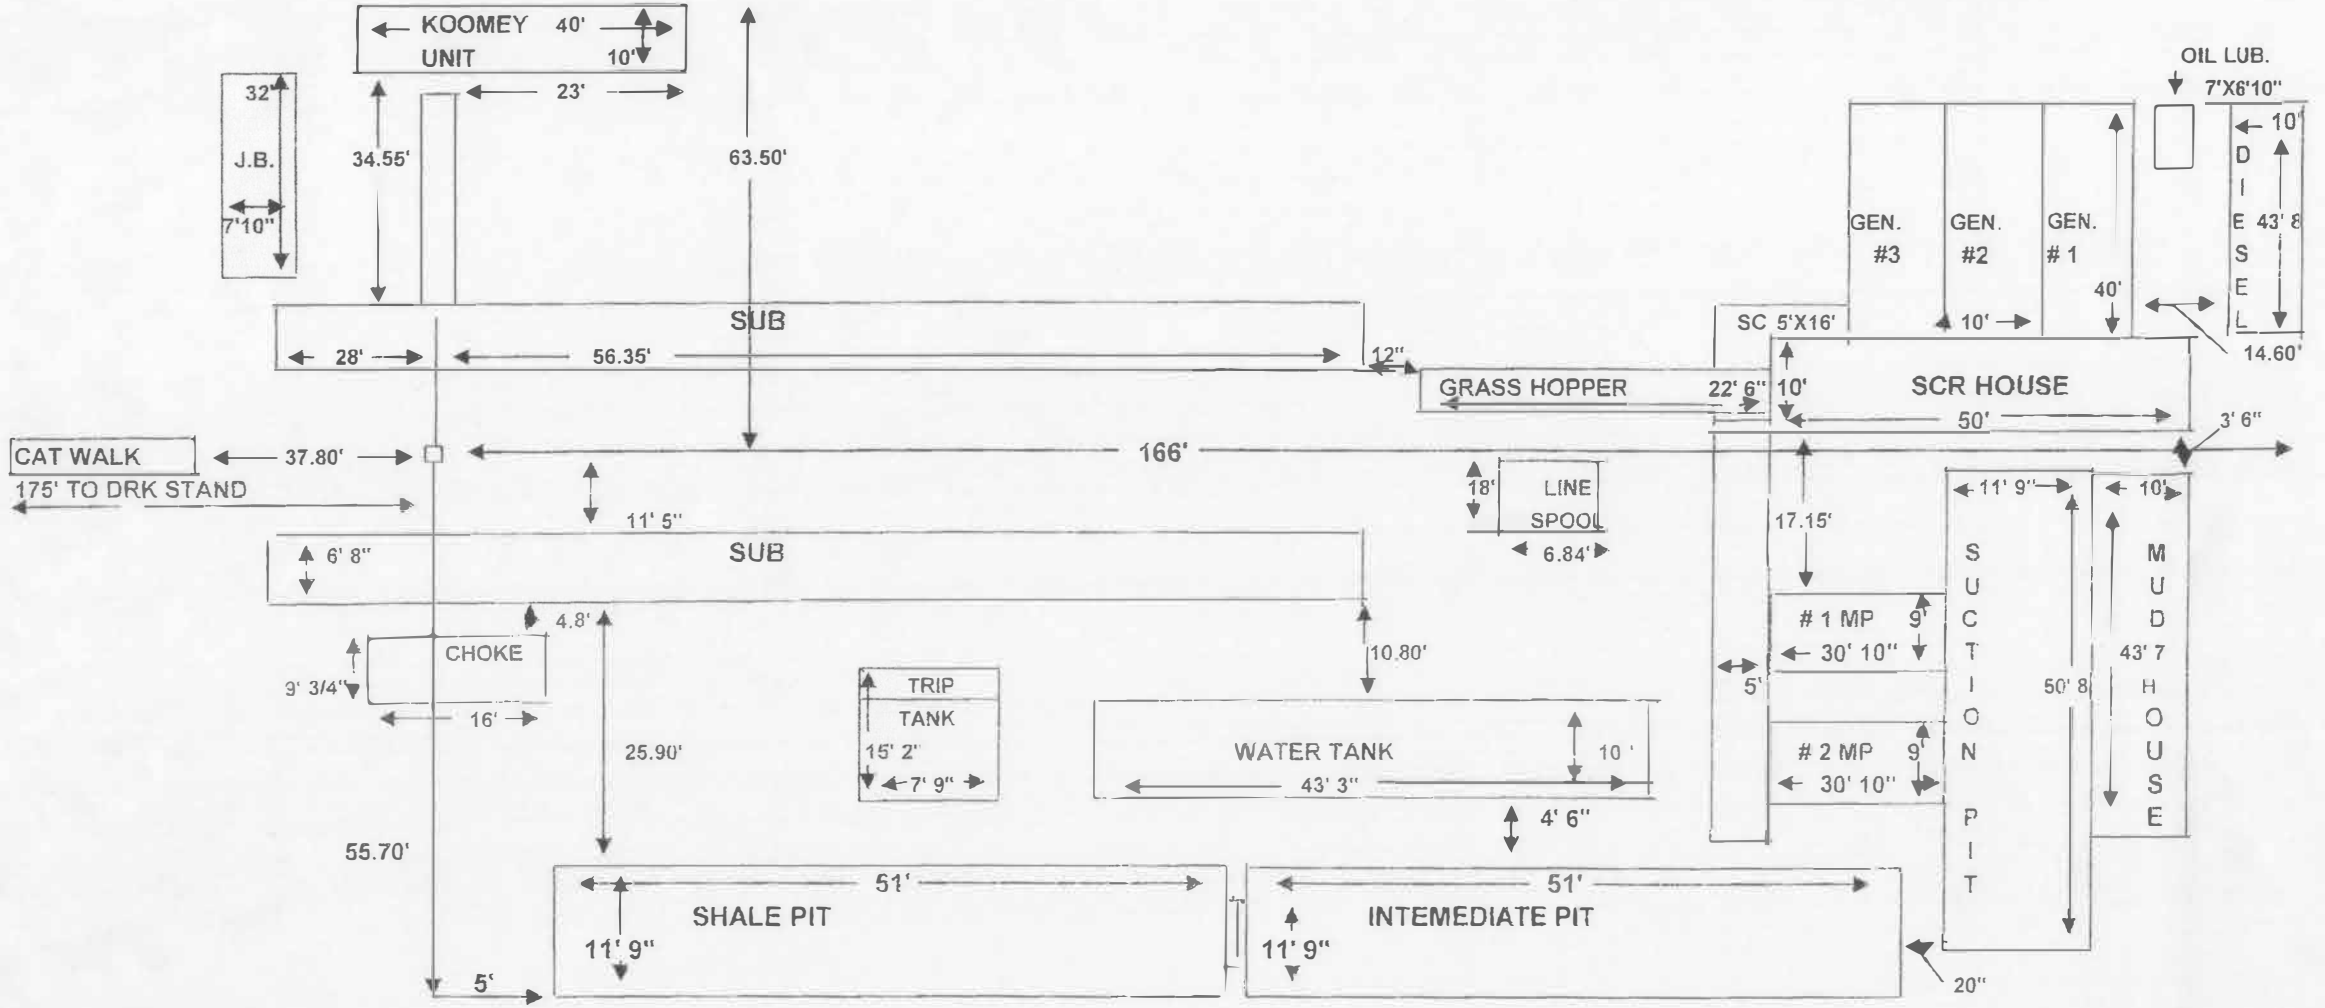 KOOMEY 40'
UNIT 10'
23'
32'
J.B.
7'10"
34.55'
63.50'
OIL LUB.
7'X6'10"
10'
DIESEL
43' 8
GEN.
#3
GEN.
#2
GEN.
# 1
40'
10'
14.60'
SUB
28'
56.35'
12"
SC 5'X16'
GRASS HOPPER 22' 6"
10'
SCR HOUSE
50'
3' 6"
CAT WALK
37.80'
166'
175' TO DRK STAND
11' 5"
18'
LINE
SPOOL
6.84'
17.15'
11' 9"
10'
6' 8"
SUB
4.8'
CHOKE
9' 3/4"
16'
25.90'
TRIP
TANK
15' 2"
7' 9"
10.80'
WATER TANK
10 '
43' 3"
4' 6"
5'
# 1 MP 9'
30' 10"
# 2 MP 9'
30' 10"
SUCTION PIT
50' 8
MUD HOUSE
43' 7
55.70'
5'
51'
SHALE PIT
11' 9"
51'
INTEMEDIATE PIT
11' 9"
20"